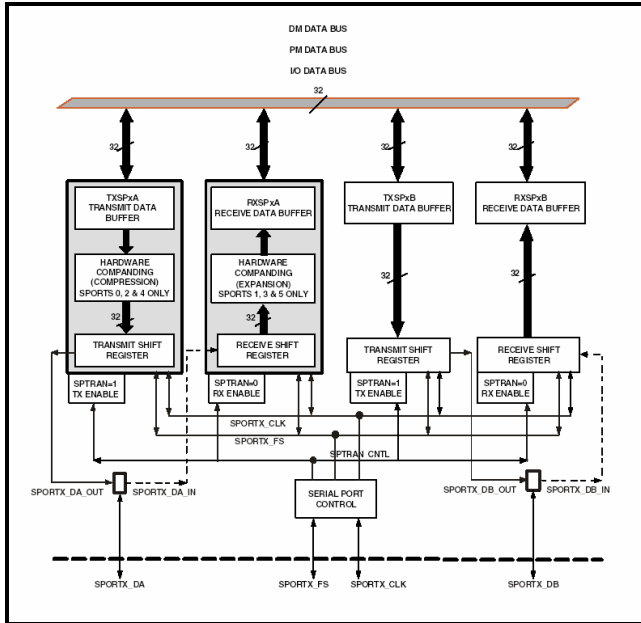 DM DATA BUS
PM DATA BUS
I/O DATA BUS
32
32
32
32
32
TXSPxA
TRANSMIT DATA
BUFFER
RXSPxA
RECEIVE DATA BUFFER
TXSPxB
TRANSMIT DATA BUFFER
RXSPxB
RECEIVE DATA BUFFER
HARDWARE
COMPANDING
(COMPRESSION)
SPORTS 0, 2 & 4 ONLY
HARDWARE
COMPANDING
(EXPANSION)
SPORTS 1, 3 & 5 ONLY
32
32
32
32
TRANSMIT SHIFT
REGISTER
RECEIVE SHIFT
REGISTER
TRANSMIT SHIFT
REGISTER
RECEIVE SHIFT
REGISTER
SPTRAN=1
TX ENABLE
SPTRAN=0
RX ENABLE
SPTRAN=1
TX ENABLE
SPTRAN=0
RX ENABLE
SPORTX_CLK
SPORTX_FS
SPTRAN_CNTL
SPORTX_DA_OUT
SPORTX_DA_IN
SERIAL PORT
CONTROL
SPORTX_DB_OUT
SPORTX_DB_IN
SPORTX_DA
SPORTX_FS
SPORTX_CLK
SPORTX_DB